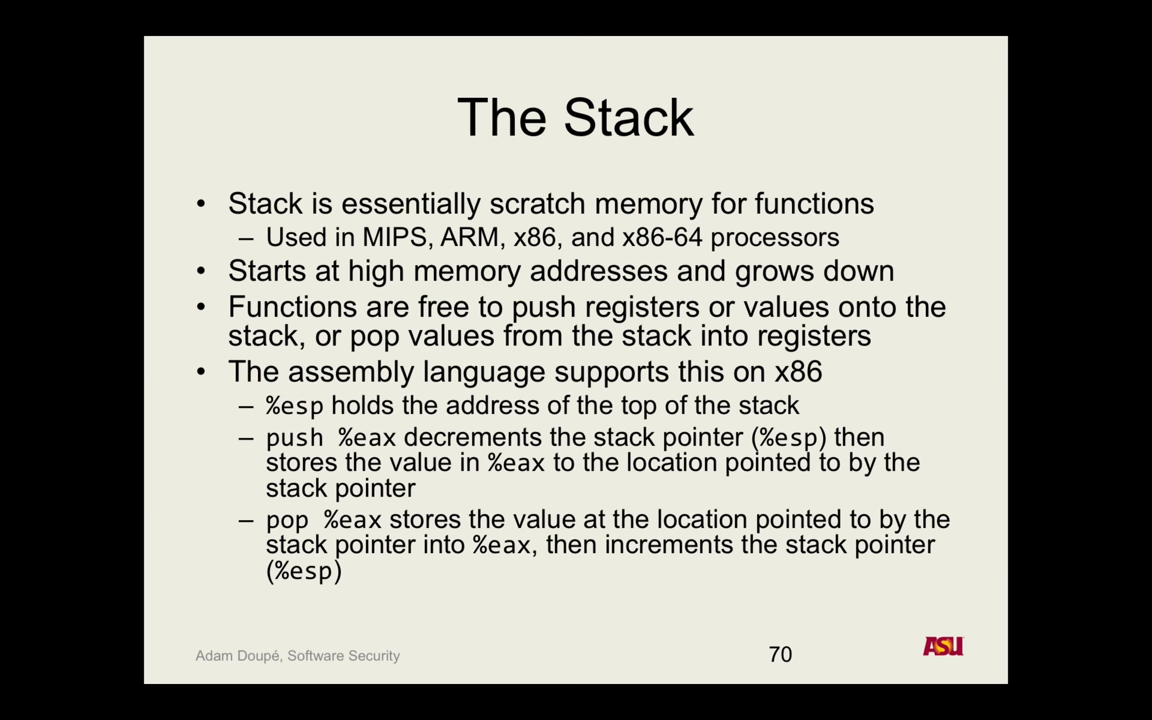 The Stack
• Stack is essentially scratch memory for functions
– Used in MIPS, ARM, x86, and x86-64 processors
• Starts at high memory addresses and grows down
• Functions are free to push registers or values onto the
stack, or pop values from the stack into registers
• The assembly language supports this on x86
– %esp holds the address of the top of the stack
– push %eax decrements the stack pointer (%esp) then
stores the value in %eax to the location pointed to by the
stack pointer
– pop %eax stores the value at the location pointed to by the
stack pointer into %eax, then increments the stack pointer
(%esp)
Adam Doupé, Software Security
70
ASU